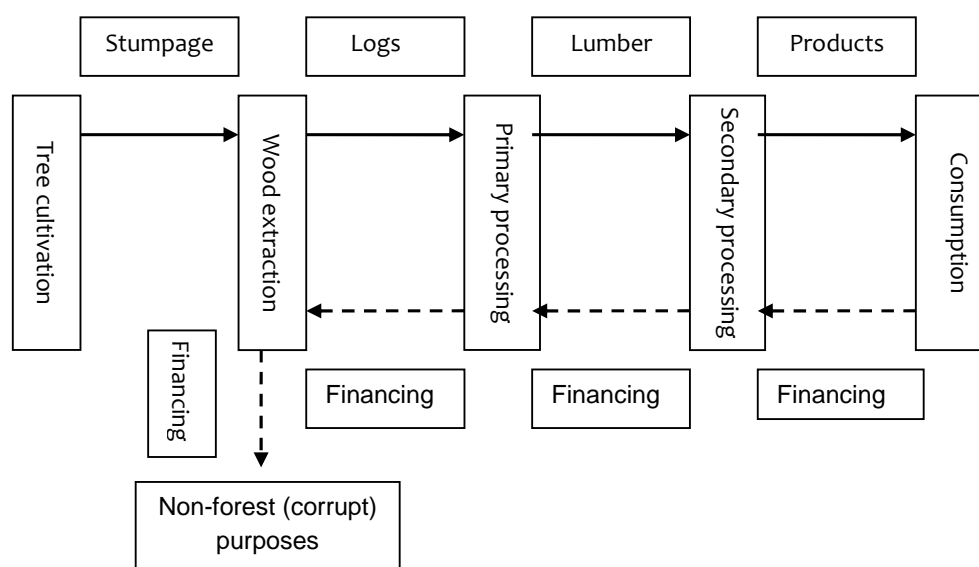 Stumpage
Logs
Lumber
Products
Tree cultivation
Wood extraction
Primary processing
Secondary processing
Consumption
Financing
Financing
Financing
Financing
Non-forest (corrupt)
purposes